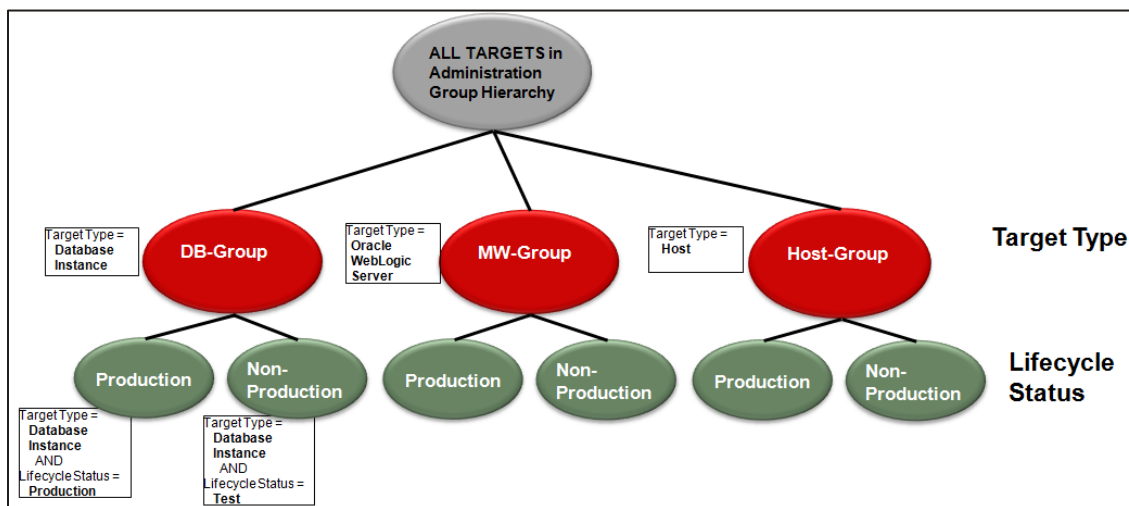 ALL TARGETS in
Administration
Group Hierarchy
Target Type =
Database
Instance
DB-Group
Target Type =
Oracle
WebLogic
Server
MW-Group
Target Type =
Host
Host-Group
Target Type
Production
Non-
Production
Production
Non-
Production
Production
Non-
Production
Lifecycle
Status
Target Type =
Database
Instance
AND
Lifecycle Status =
Production
Target Type =
Database
Instance
AND
Lifecycle Status =
Test